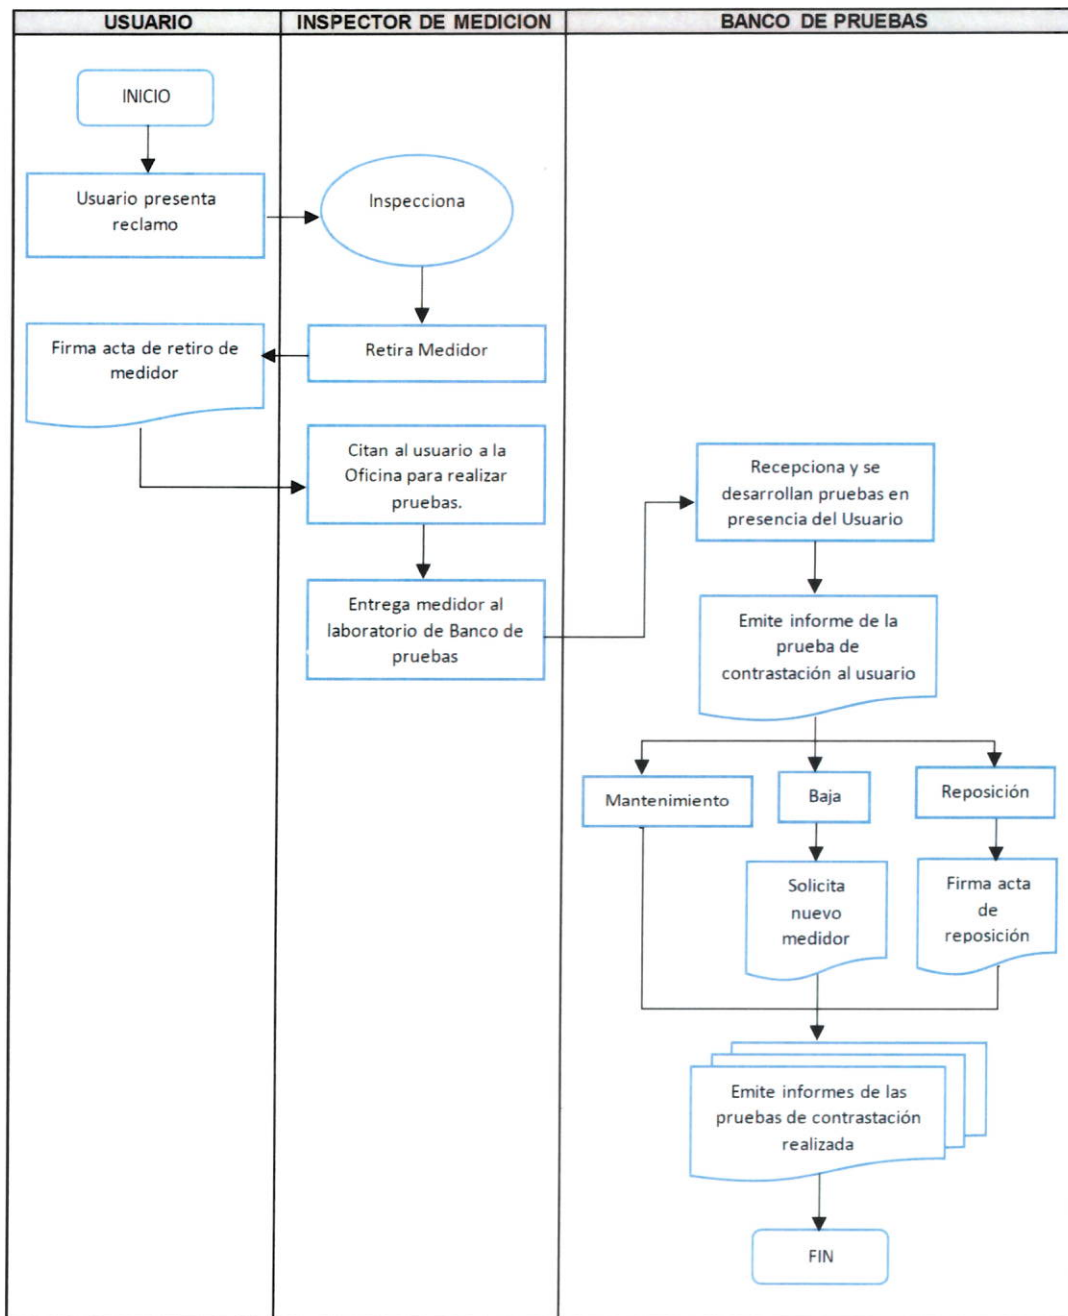 USUARIO
INSPECTOR DE MEDICION
BANCO DE PRUEBAS
INICIO
Usuario presenta
reclamo
Inspecciona
Retira Medidor
Firma acta de retiro de
medidor
Citan al usuario a la
Oficina para realizar
pruebas.
Entrega medidor al
laboratorio de Banco de
pruebas
Recepciona y se
desarrollan pruebas en
presencia del Usuario
Emite informe de la
prueba de
contrastación al usuario
Mantenimiento
Baja
Reposición
Solicita
nuevo
medidor
Firma acta
de
reposición
Emite informes de las
pruebas de contrastación
realizada
FIN